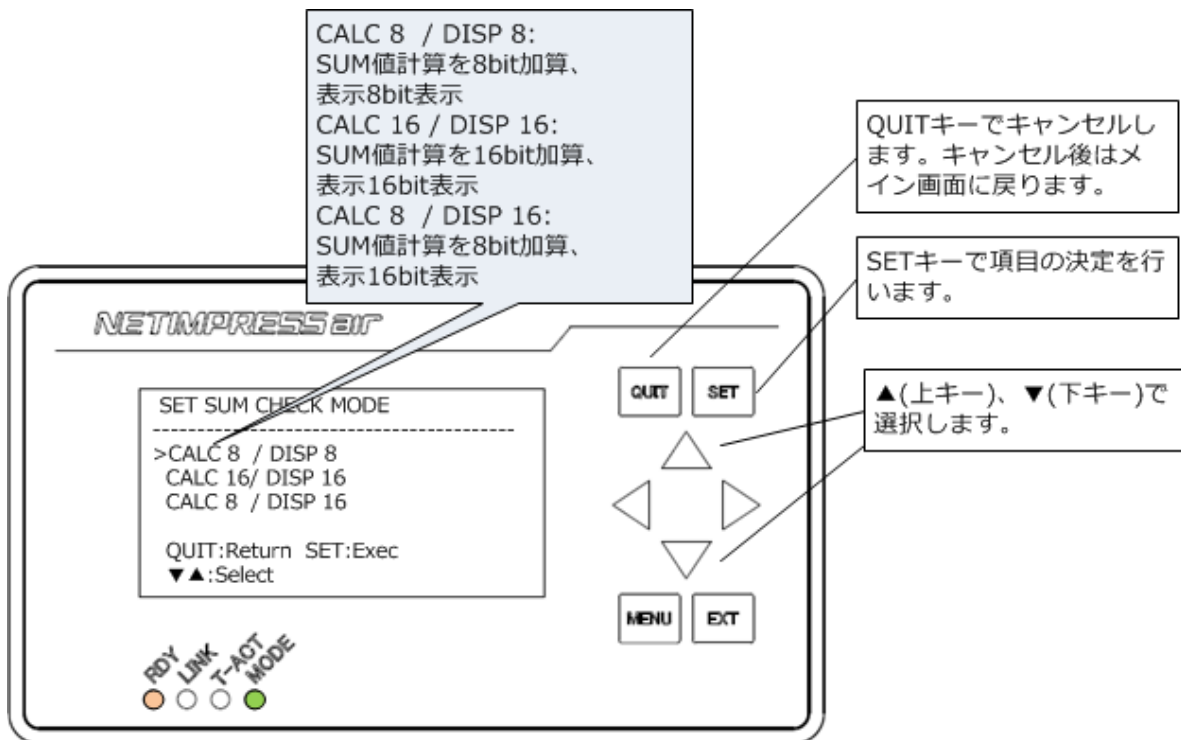 CALC 8 / DISP 8:
SUM値計算を8bit加算、
表示8bit表示
CALC 16 / DISP 16:
SUM値計算を16bit加算、
表示16bit表示
CALC 8 / DISP 16:
SUM値計算を8bit加算、
表示16bit表示
QUITキーでキャンセルし
ます。キャンセル後はメ
イン画面に戻ります。
SETキーで項目の決定を行
います。
▲(上キー)、▼(下キー)で
選択します。
NETIMPRESS air
SET SUM CHECK MODE
--------------------------------------------
>CALC 8 / DISP 8
CALC 16/ DISP 16
CALC 8 / DISP 16
QUIT:Return SET:Exec
▼▲:Select
QUIT
SET
MENU
EXT
RDY
LINK
T-ACT
MODE